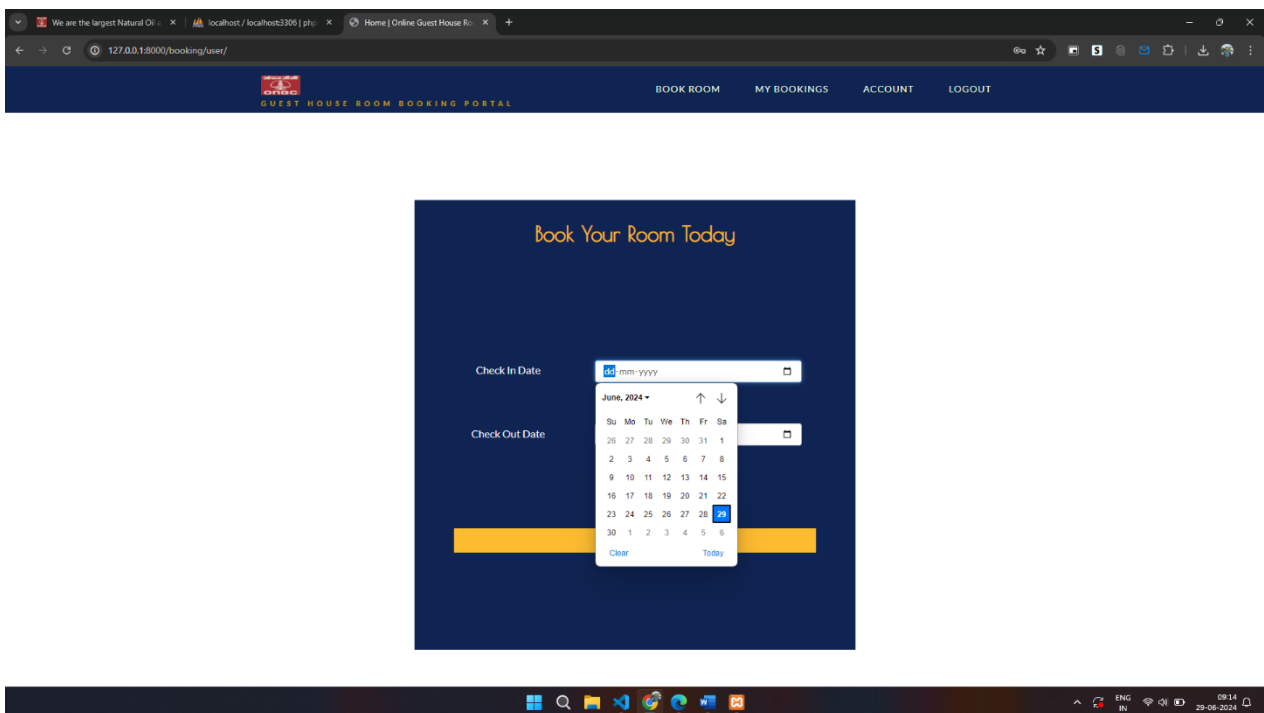 We are the largest Natural Oil a
localhost / localhost:3306 | php
Home | Online Guest House Ro
127.0.0.1:8000/booking/user/
ongc
GUEST HOUSE ROOM BOOKING PORTAL
BOOK ROOM MY BOOKINGS ACCOUNT LOGOUT
Book Your Room Today
Check In Date dd-mm-yyyy
June, 2024
Su Mo Tu We Th Fr Sa
26 27 28 29 30 31 1
2 3 4 5 6 7 8
9 10 11 12 13 14 15
16 17 18 19 20 21 22
23 24 25 26 27 28 29
30 1 2 3 4 5 6
Clear Today
Check Out Date
ENG
IN
09:14
29-06-2024